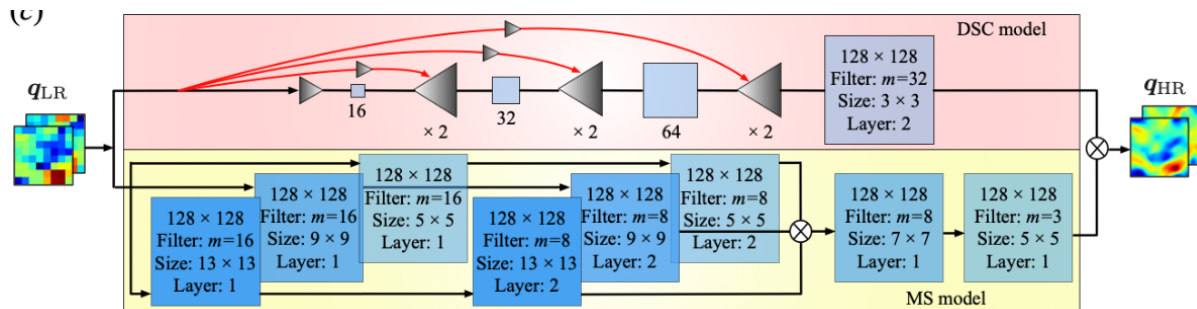 (c)
DSC model
q_LR
16
× 2
32
× 2
64
× 2
128 × 128
Filter: m=32
Size: 3 × 3
Layer: 2
q_HR
128 × 128
Filter: m=16
Size: 13 × 13
Layer: 1
128 × 128
Filter: m=16
Size: 9 × 9
Layer: 1
128 × 128
Filter: m=16
Size: 5 × 5
Layer: 1
128 × 128
Filter: m=8
Size: 13 × 13
Layer: 2
128 × 128
Filter: m=8
Size: 9 × 9
Layer: 2
128 × 128
Filter: m=8
Size: 5 × 5
Layer: 2
128 × 128
Filter: m=8
Size: 7 × 7
Layer: 1
128 × 128
Filter: m=3
Size: 5 × 5
Layer: 1
MS model